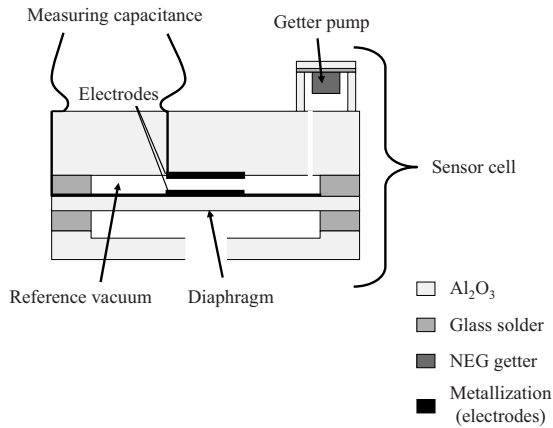 Measuring capacitance
Getter pump
Electrodes
Sensor cell
Reference vacuum
Diaphragm
Al₂O₃
Glass solder
NEG getter
Metallization
(electrodes)